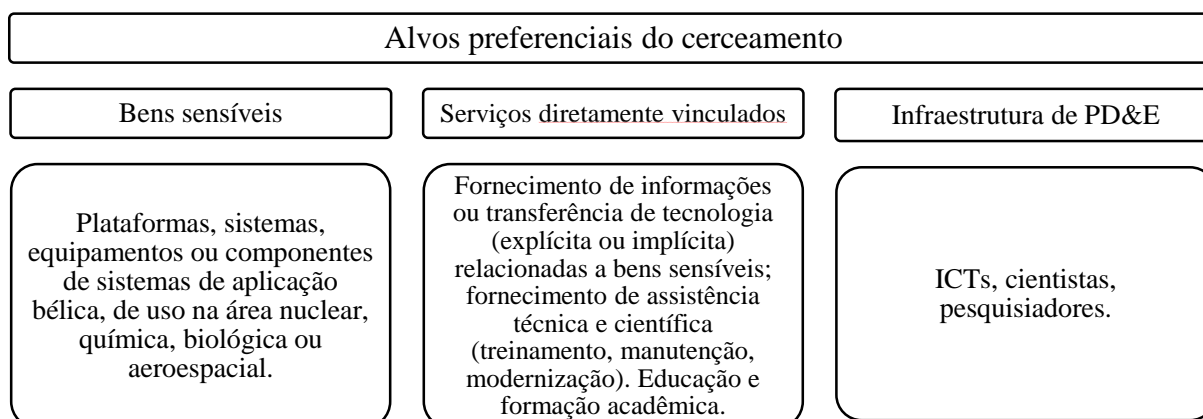 Alvos preferenciais do cerceamento
Bens sensíveis
Serviços diretamente vinculados
Infraestrutura de PD&E
Plataformas, sistemas,
equipamentos ou componentes
de sistemas de aplicação
bélica, de uso na área nuclear,
química, biológica ou
aeroespacial.
Fornecimento de informações
ou transferência de tecnologia
(explícita ou implícita)
relacionadas a bens sensíveis;
fornecimento de assistência
técnica e científica
(treinamento, manutenção,
modernização). Educação e
formação acadêmica.
ICTs, cientistas,
pesquisiadores.